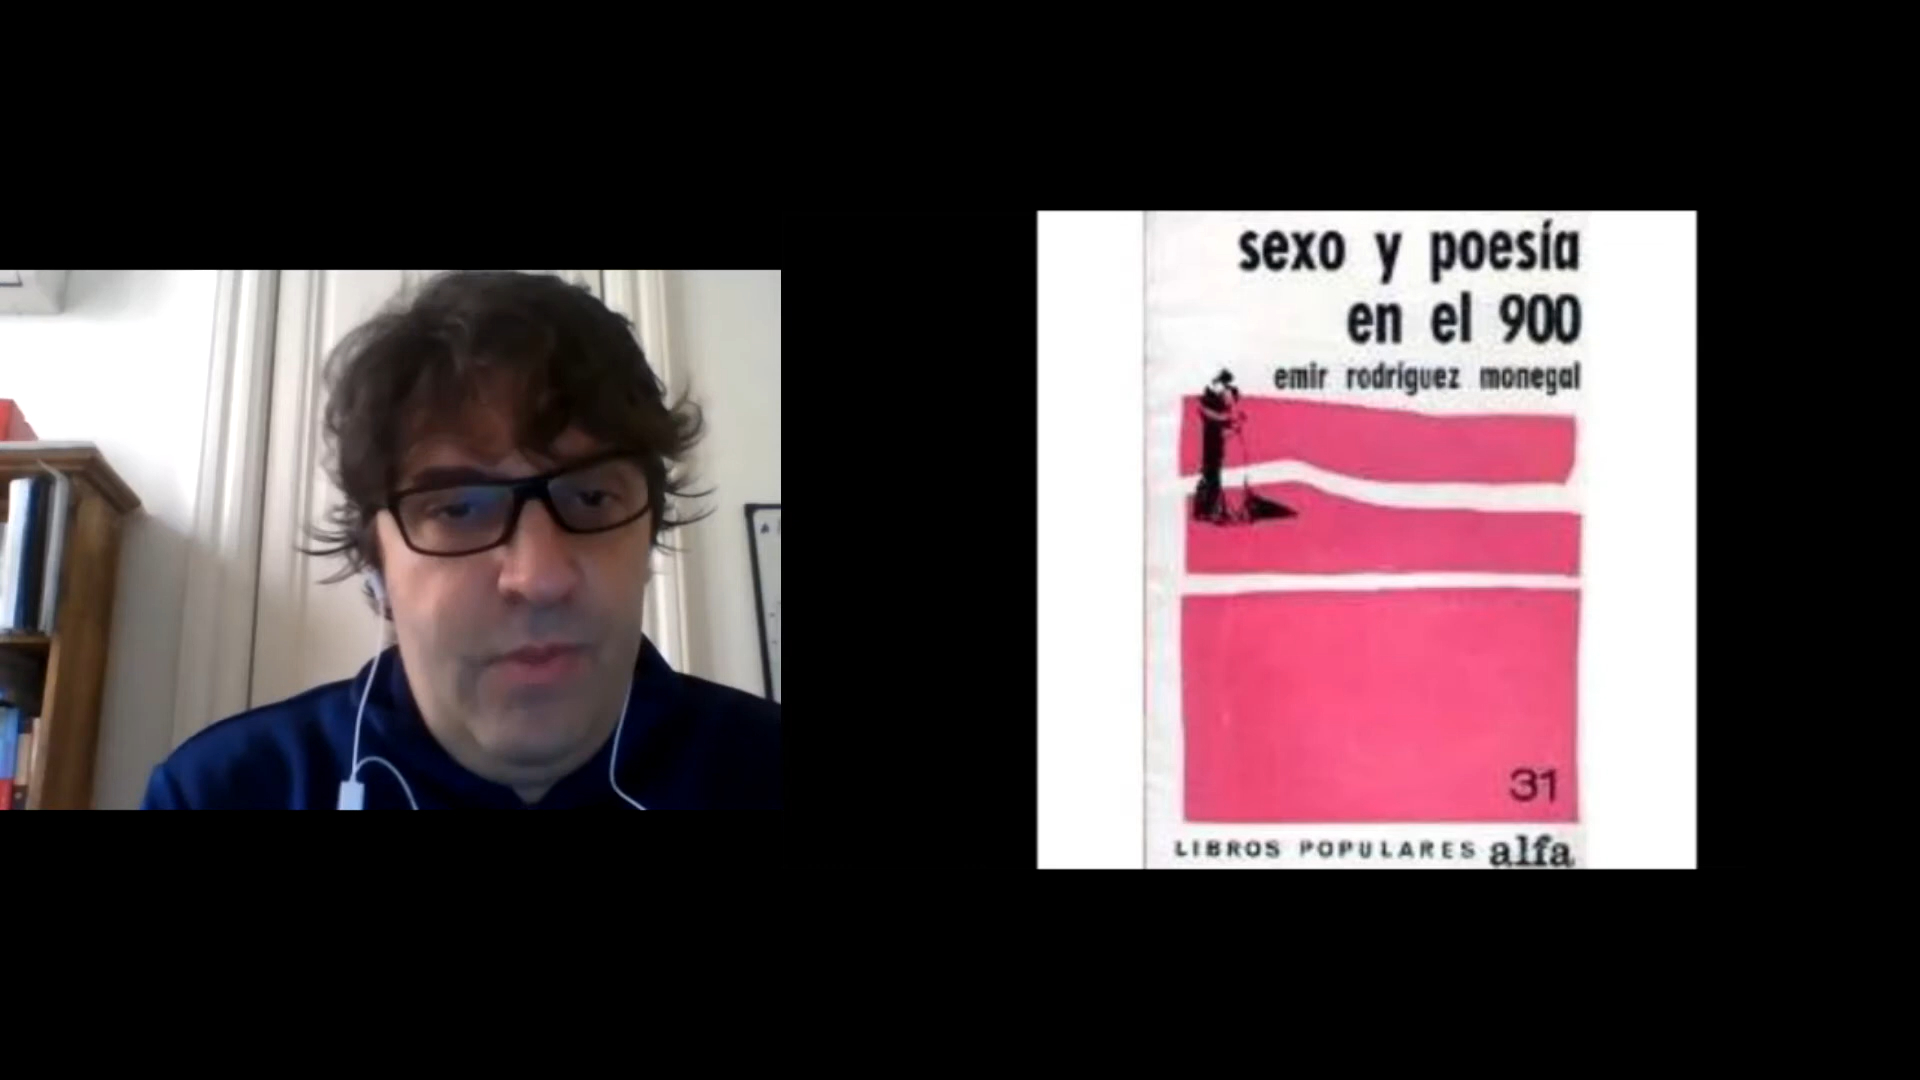 sexo y poesía
en el 900
emir rodríguez monegal
31
LIBROS POPULARES alfa